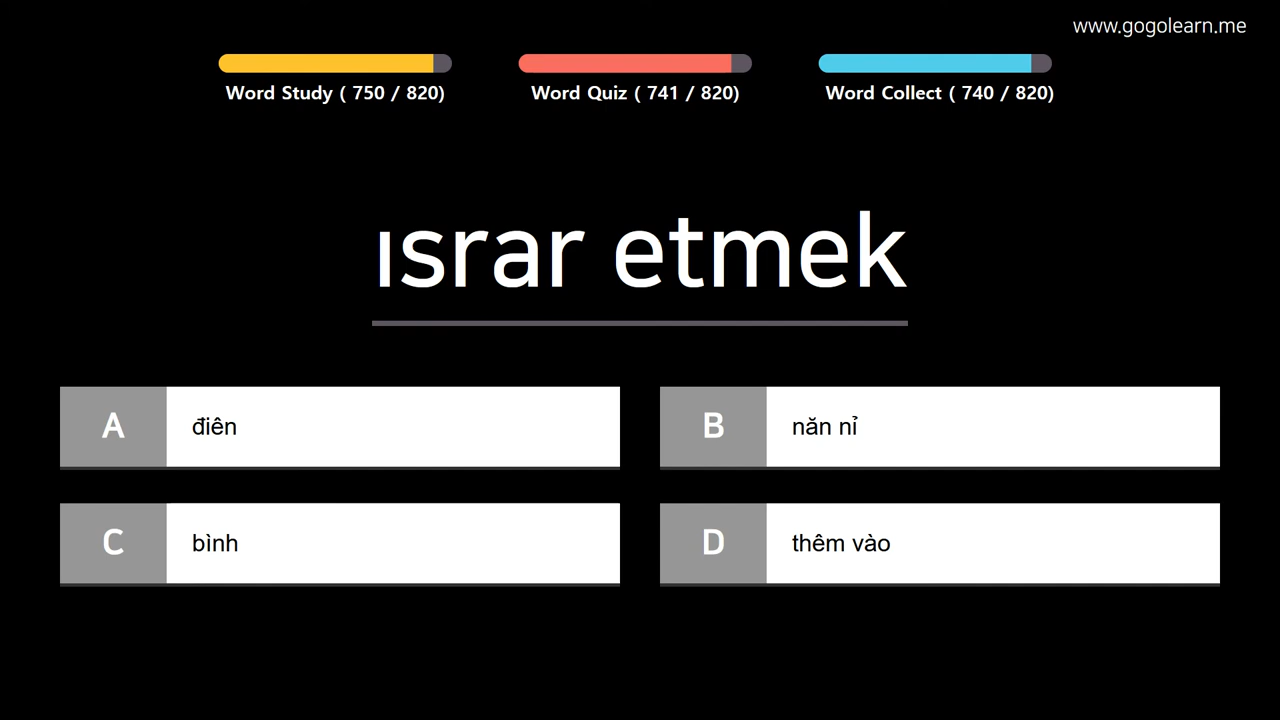 www.gogolearn.me
Word Study ( 750 / 820)
Word Quiz ( 741 / 820)
Word Collect ( 740 / 820)
ısrar etmek
A điên
B năn nỉ
C bình
D thêm vào